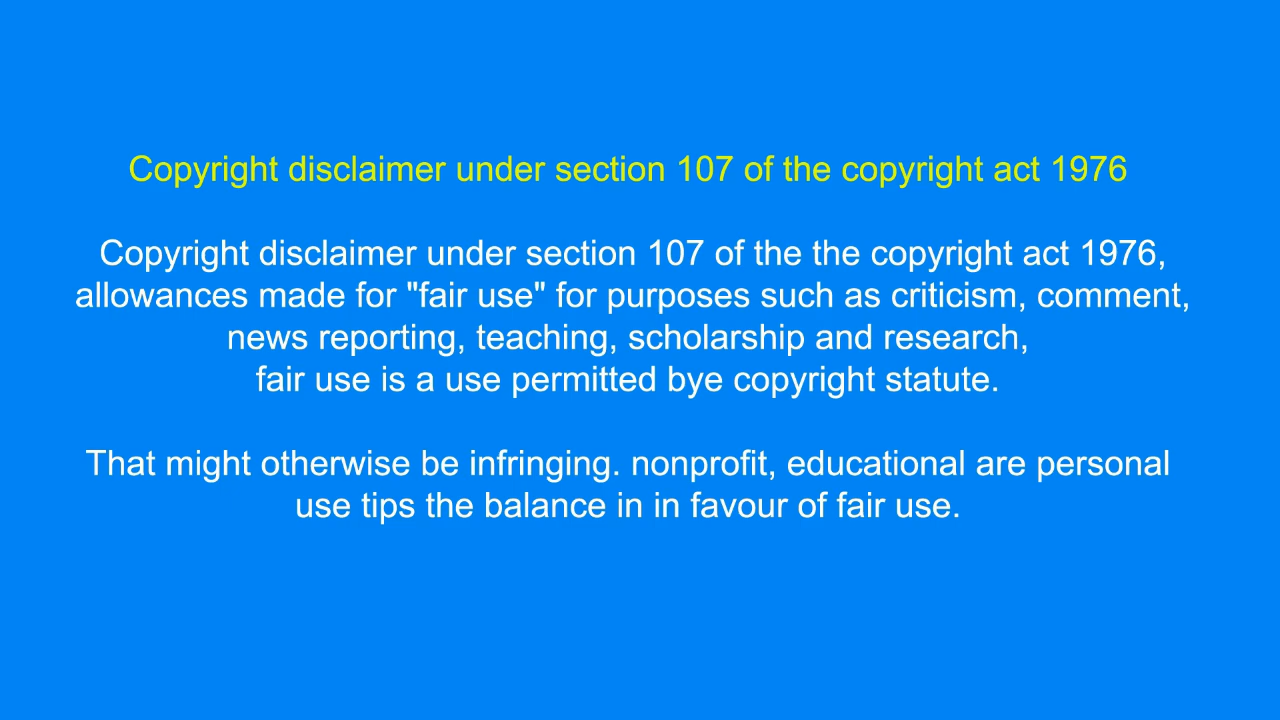 Copyright disclaimer under section 107 of the copyright act 1976
Copyright disclaimer under section 107 of the the copyright act 1976,
allowances made for "fair use" for purposes such as criticism, comment,
news reporting, teaching, scholarship and research,
fair use is a use permitted bye copyright statute.
That might otherwise be infringing. nonprofit, educational are personal
use tips the balance in in favour of fair use.